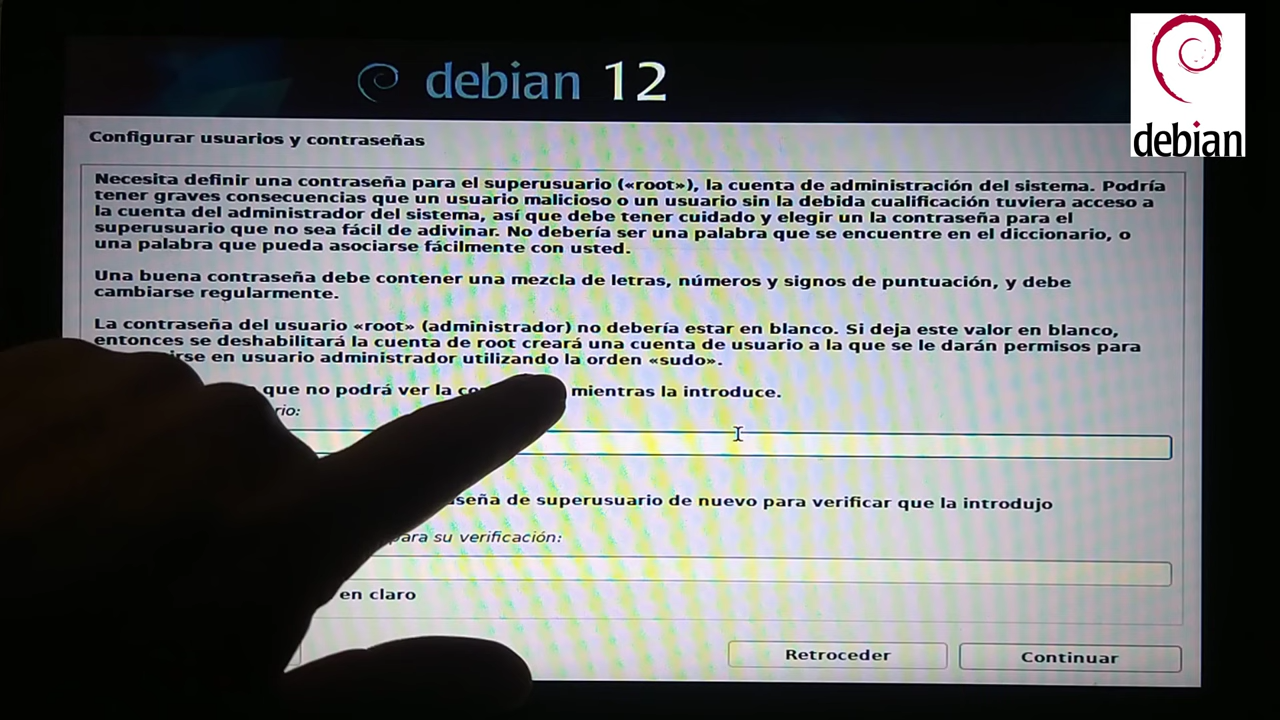 debian 12
debian
Configurar usuarios y contraseñas
Necesita definir una contraseña para el superusuario («root»), la cuenta de administración del sistema. Podría
tener graves consecuencias que un usuario malicioso o un usuario sin la debida cualificación tuviera acceso a
la cuenta del administrador del sistema, así que debe tener cuidado y elegir un la contraseña para el
superusuario que no sea fácil de adivinar. No debería ser una palabra que se encuentre en el diccionario, o
una palabra que pueda asociarse fácilmente con usted.
Una buena contraseña debe contener una mezcla de letras, números y signos de puntuación, y debe
cambiarse regularmente.
La contraseña del usuario «root» (administrador) no debería estar en blanco. Si deja este valor en blanco,
entonces se deshabilitará la cuenta de root creará una cuenta de usuario a la que se le darán permisos para
en usuario administrador utilizando la orden «sudo».
que no podrá ver la mientras la introduce.
de superusuario de nuevo para verificar que la introdujo
para su verificación:
en claro
Retroceder
Continuar